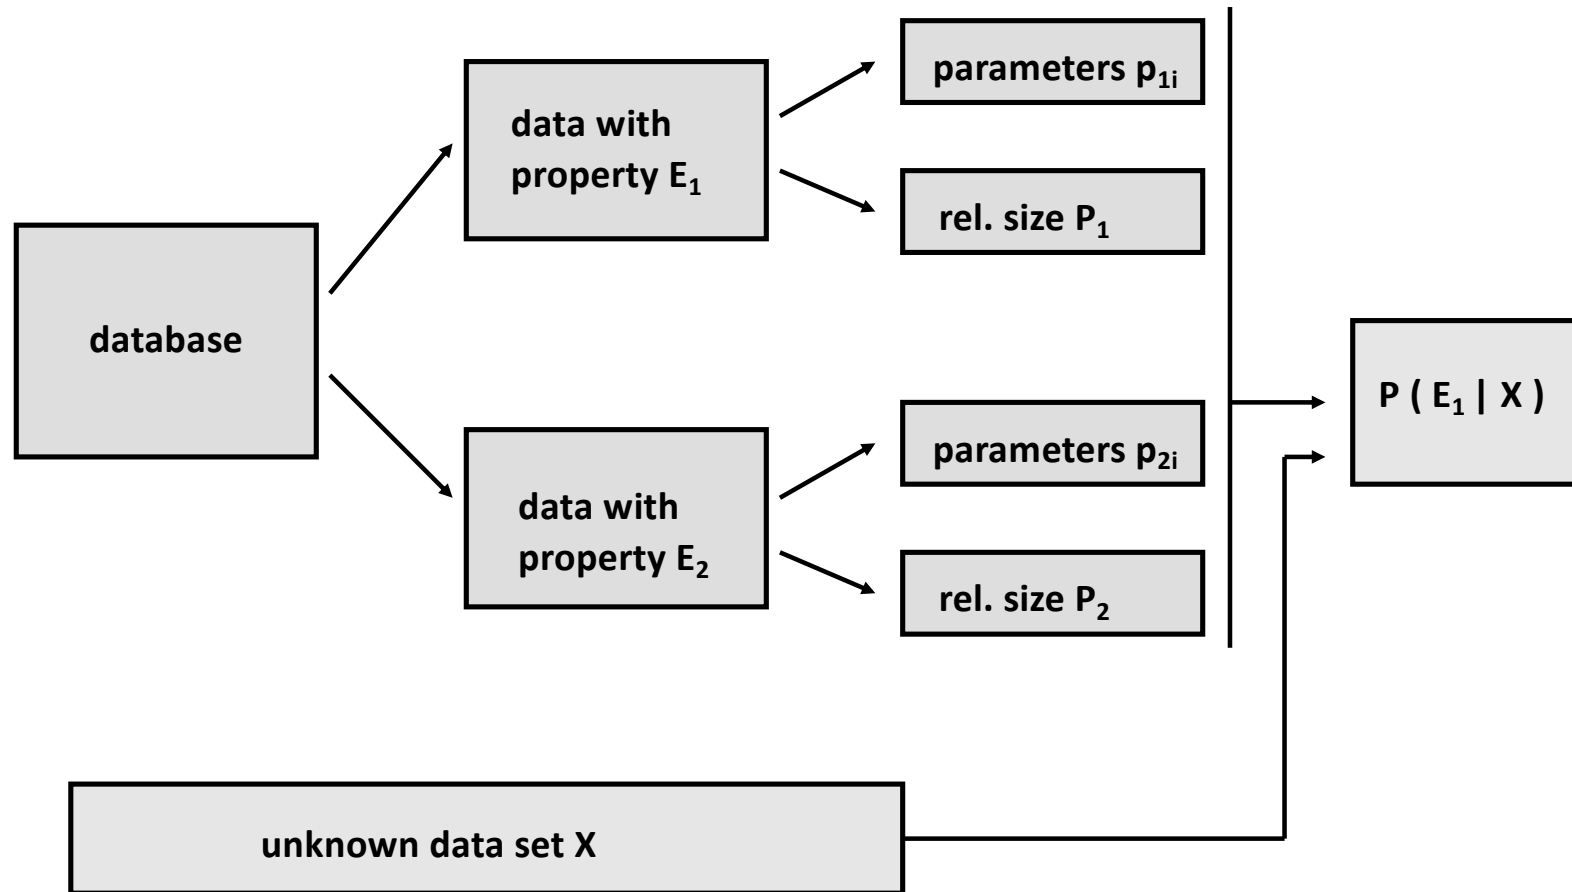 parameters p₁ᵢ
data with
property E₁
rel. size P₁
database
P ( E₁ | X )
parameters p₂ᵢ
data with
property E₂
rel. size P₂
unknown data set X